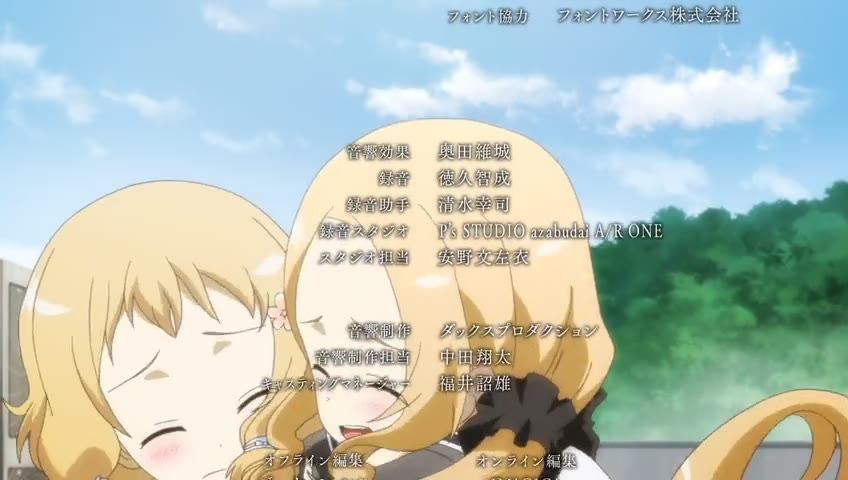 フォント協力 フォントワークス株式会社
音響効果 奥田維城
録音 徳久智成
録音助手 清水幸司
録音スタジオ P's STUDIO azabudai A/R ONE
スタジオ担当 安野文左衣
音響制作 ダックスプロダクション
音響制作担当 中田翔太
キャスティングマネージャー 福井詔雄
オフライン編集 オンライン編集